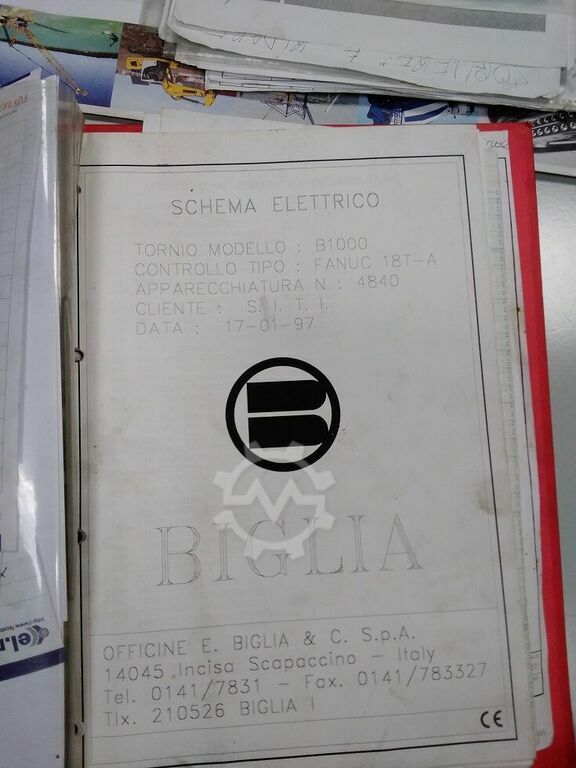 SCHEMA ELETTRICO
TORNIO MODELLO : B1000
CONTROLLO TIPO : FANUC 18T-A
APPARECCHIATURA N : 4840
CLIENTE : S. I. T. I.
DATA : 17-01-97
BIGLIA
OFFICINE E. BIGLIA & C. S.p.A.
14045 Incisa Scapaccino - Italy
Tel. 0141/7831 - Fax. 0141/783327
Tlx. 210526 BIGLIA I
CE